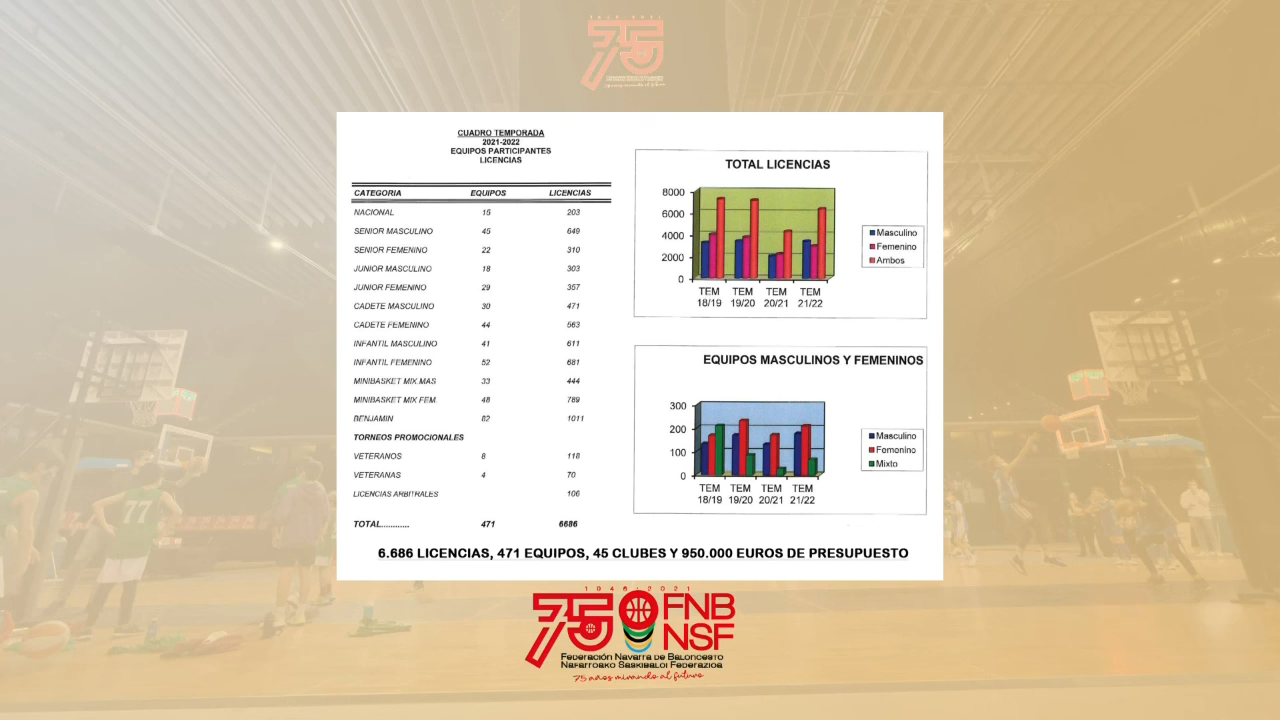 75
CUADRO TEMPORADA
2021-2022
EQUIPOS PARTICIPANTES
LICENCIAS
CATEGORIA EQUIPOS LICENCIAS
NACIONAL 15 203
SENIOR MASCULINO 45 649
SENIOR FEMENINO 22 310
JUNIOR MASCULINO 18 303
JUNIOR FEMENINO 29 357
CADETE MASCULINO 30 471
CADETE FEMENINO 44 563
INFANTIL MASCULINO 41 611
INFANTIL FEMENINO 52 681
MINIBASKET MIX.MAS 33 444
MINIBASKET MIX FEM. 48 789
BENJAMIN 82 1011
TORNEOS PROMOCIONALES
VETERANOS 8 118
VETERANAS 4 70
LICENCIAS ARBITRALES 106
TOTAL............ 471 6686
TOTAL LICENCIAS
8000
6000
4000
2000
0
TEM 18/19 TEM 19/20 TEM 20/21 TEM 21/22
Masculino
Femenino
Ambos
EQUIPOS MASCULINOS Y FEMENINOS
300
200
100
0
TEM 18/19 TEM 19/20 TEM 20/21 TEM 21/22
Masculino
Femenino
Mixto
6.686 LICENCIAS, 471 EQUIPOS, 45 CLUBES Y 950.000 EUROS DE PRESUPUESTO
1946·2021
75 FNB
NSF
Federación Navarra de Baloncesto
Nafarroako Saskibaloi Federazioa
75 años mirando al futuro
77